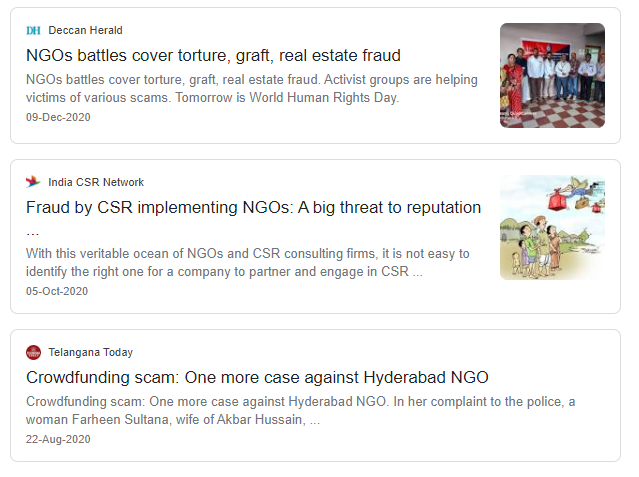 DH Deccan Herald
NGOs battles cover torture, graft, real estate fraud
NGOs battles cover torture, graft, real estate fraud. Activist groups are helping
victims of various scams. Tomorrow is World Human Rights Day.
09-Dec-2020
India CSR Network
Fraud by CSR implementing NGOs: A big threat to reputation
...
With this veritable ocean of NGOs and CSR consulting firms, it is not easy to
identify the right one for a company to partner and engage in CSR ...
05-Oct-2020
Telangana Today
Crowdfunding scam: One more case against Hyderabad NGO
Crowdfunding scam: One more case against Hyderabad NGO. In her complaint to the police, a
woman Farheen Sultana, wife of Akbar Hussain, ...
22-Aug-2020